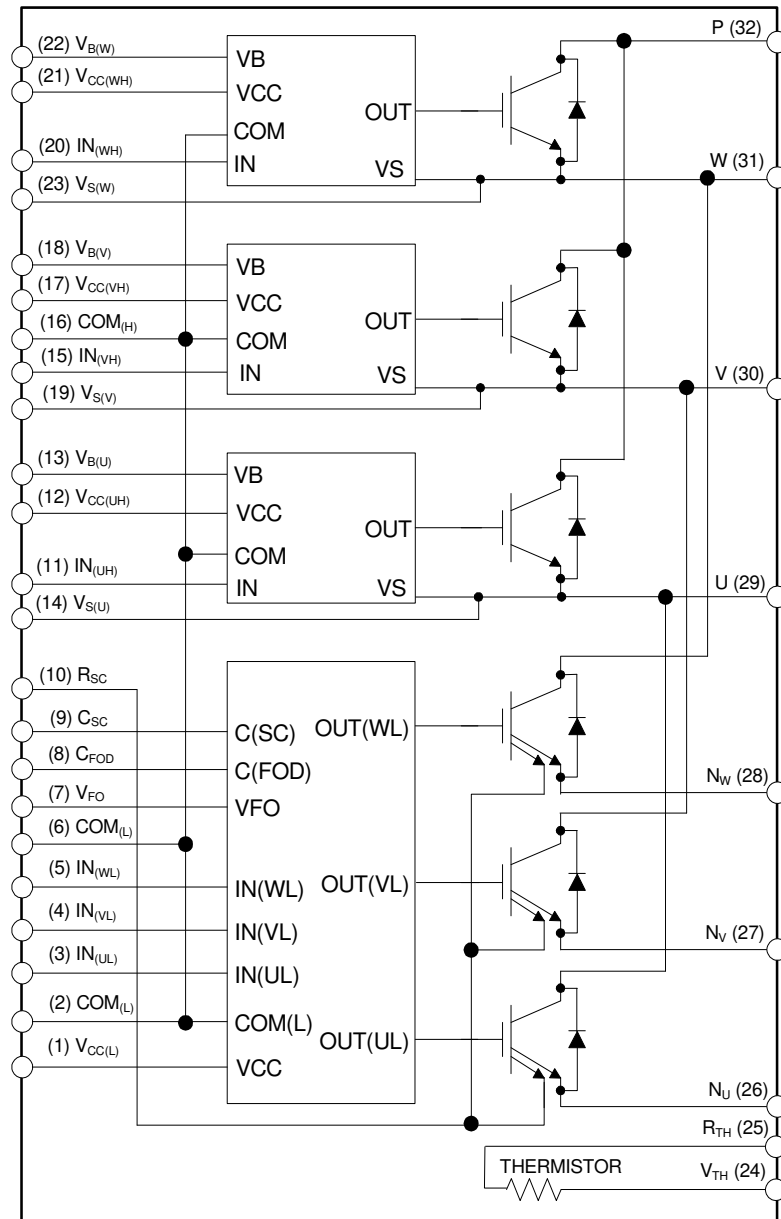 (22) VB(W)
(21) VCC(WH)
(20) IN(WH)
(23) VS(W)
VB
VCC
COM
IN
OUT
VS
P (32)
W (31)
(18) VB(V)
(17) VCC(VH)
(16) COM(H)
(15) IN(VH)
(19) VS(V)
VB
VCC
COM
IN
OUT
VS
V (30)
(13) VB(U)
(12) VCC(UH)
(11) IN(UH)
(14) VS(U)
VB
VCC
COM
IN
OUT
VS
U (29)
(10) RSC
(9) CSC
(8) CFOD
(7) VFO
(6) COM(L)
(5) IN(WL)
(4) IN(VL)
(3) IN(UL)
(2) COM(L)
(1) VCC(L)
C(SC)
C(FOD)
VFO
IN(WL)
IN(VL)
IN(UL)
COM(L)
VCC
OUT(WL)
OUT(VL)
OUT(UL)
NW (28)
NV (27)
NU (26)
RTH (25)
THERMISTOR
VTH (24)